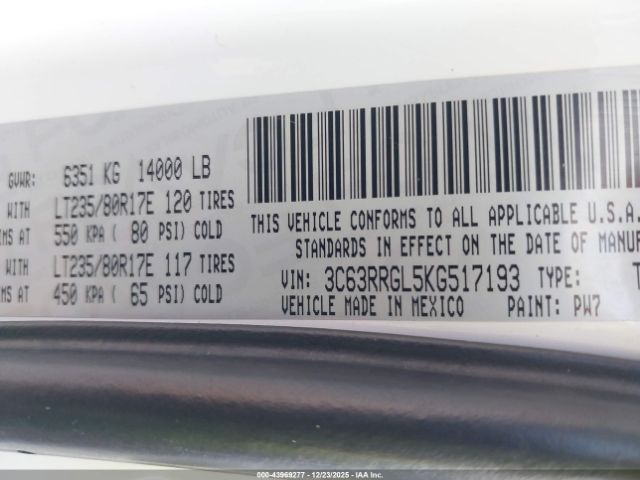 GVWR: 6351 KG 14000 LB
WITH LT235/80R17E 120 TIRES
MS AT 550 KPA ( 80 PSI) COLD
WITH LT235/80R17E 117 TIRES
MS AT 450 KPA ( 65 PSI) COLD
THIS VEHICLE CONFORMS TO ALL APPLICABLE U.S.A
STANDARDS IN EFFECT ON THE DATE OF MANUF
VIN: 3C63RRGL5KG517193 TYPE: T
VEHICLE MADE IN MEXICO PAINT: PW7
000-43969277 - 12/23/2025 - IAAI.COM